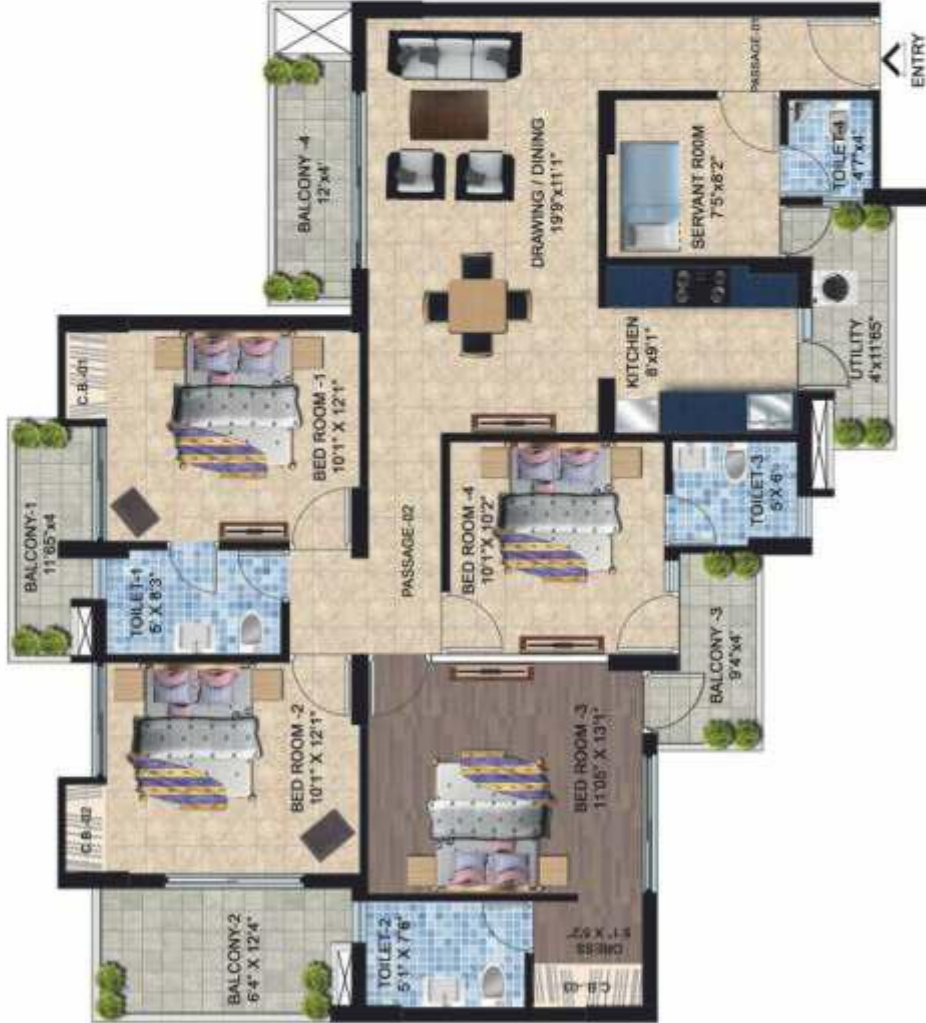 BALCONY -4
12'x4'
PASSAGE-01
ENTRY
DRAWING / DINING
19'9"x11'1"
SERVANT ROOM
7'5"x8'2"
TOILET-4
4'7"x4'
KITCHEN
8'x9'1"
UTILITY
4'x11'65"
C.B.-01
BED ROOM -1
10'1" X 12'1"
BALCONY-1
11'65"x4
TOILET-1
5' X 8'3"
PASSAGE-02
BED ROOM -4
10'1" X 10'2"
TOILET-3
5'X 6'
BALCONY -3
9'4"x4'
C.B.-02
BED ROOM -2
10'1" X 12'1"
BED ROOM -3
11'05" X 13'1"
BALCONY-2
6'4" X 12'4"
TOILET-2
5'1" X 7'6"
DRESS
C.B.-03